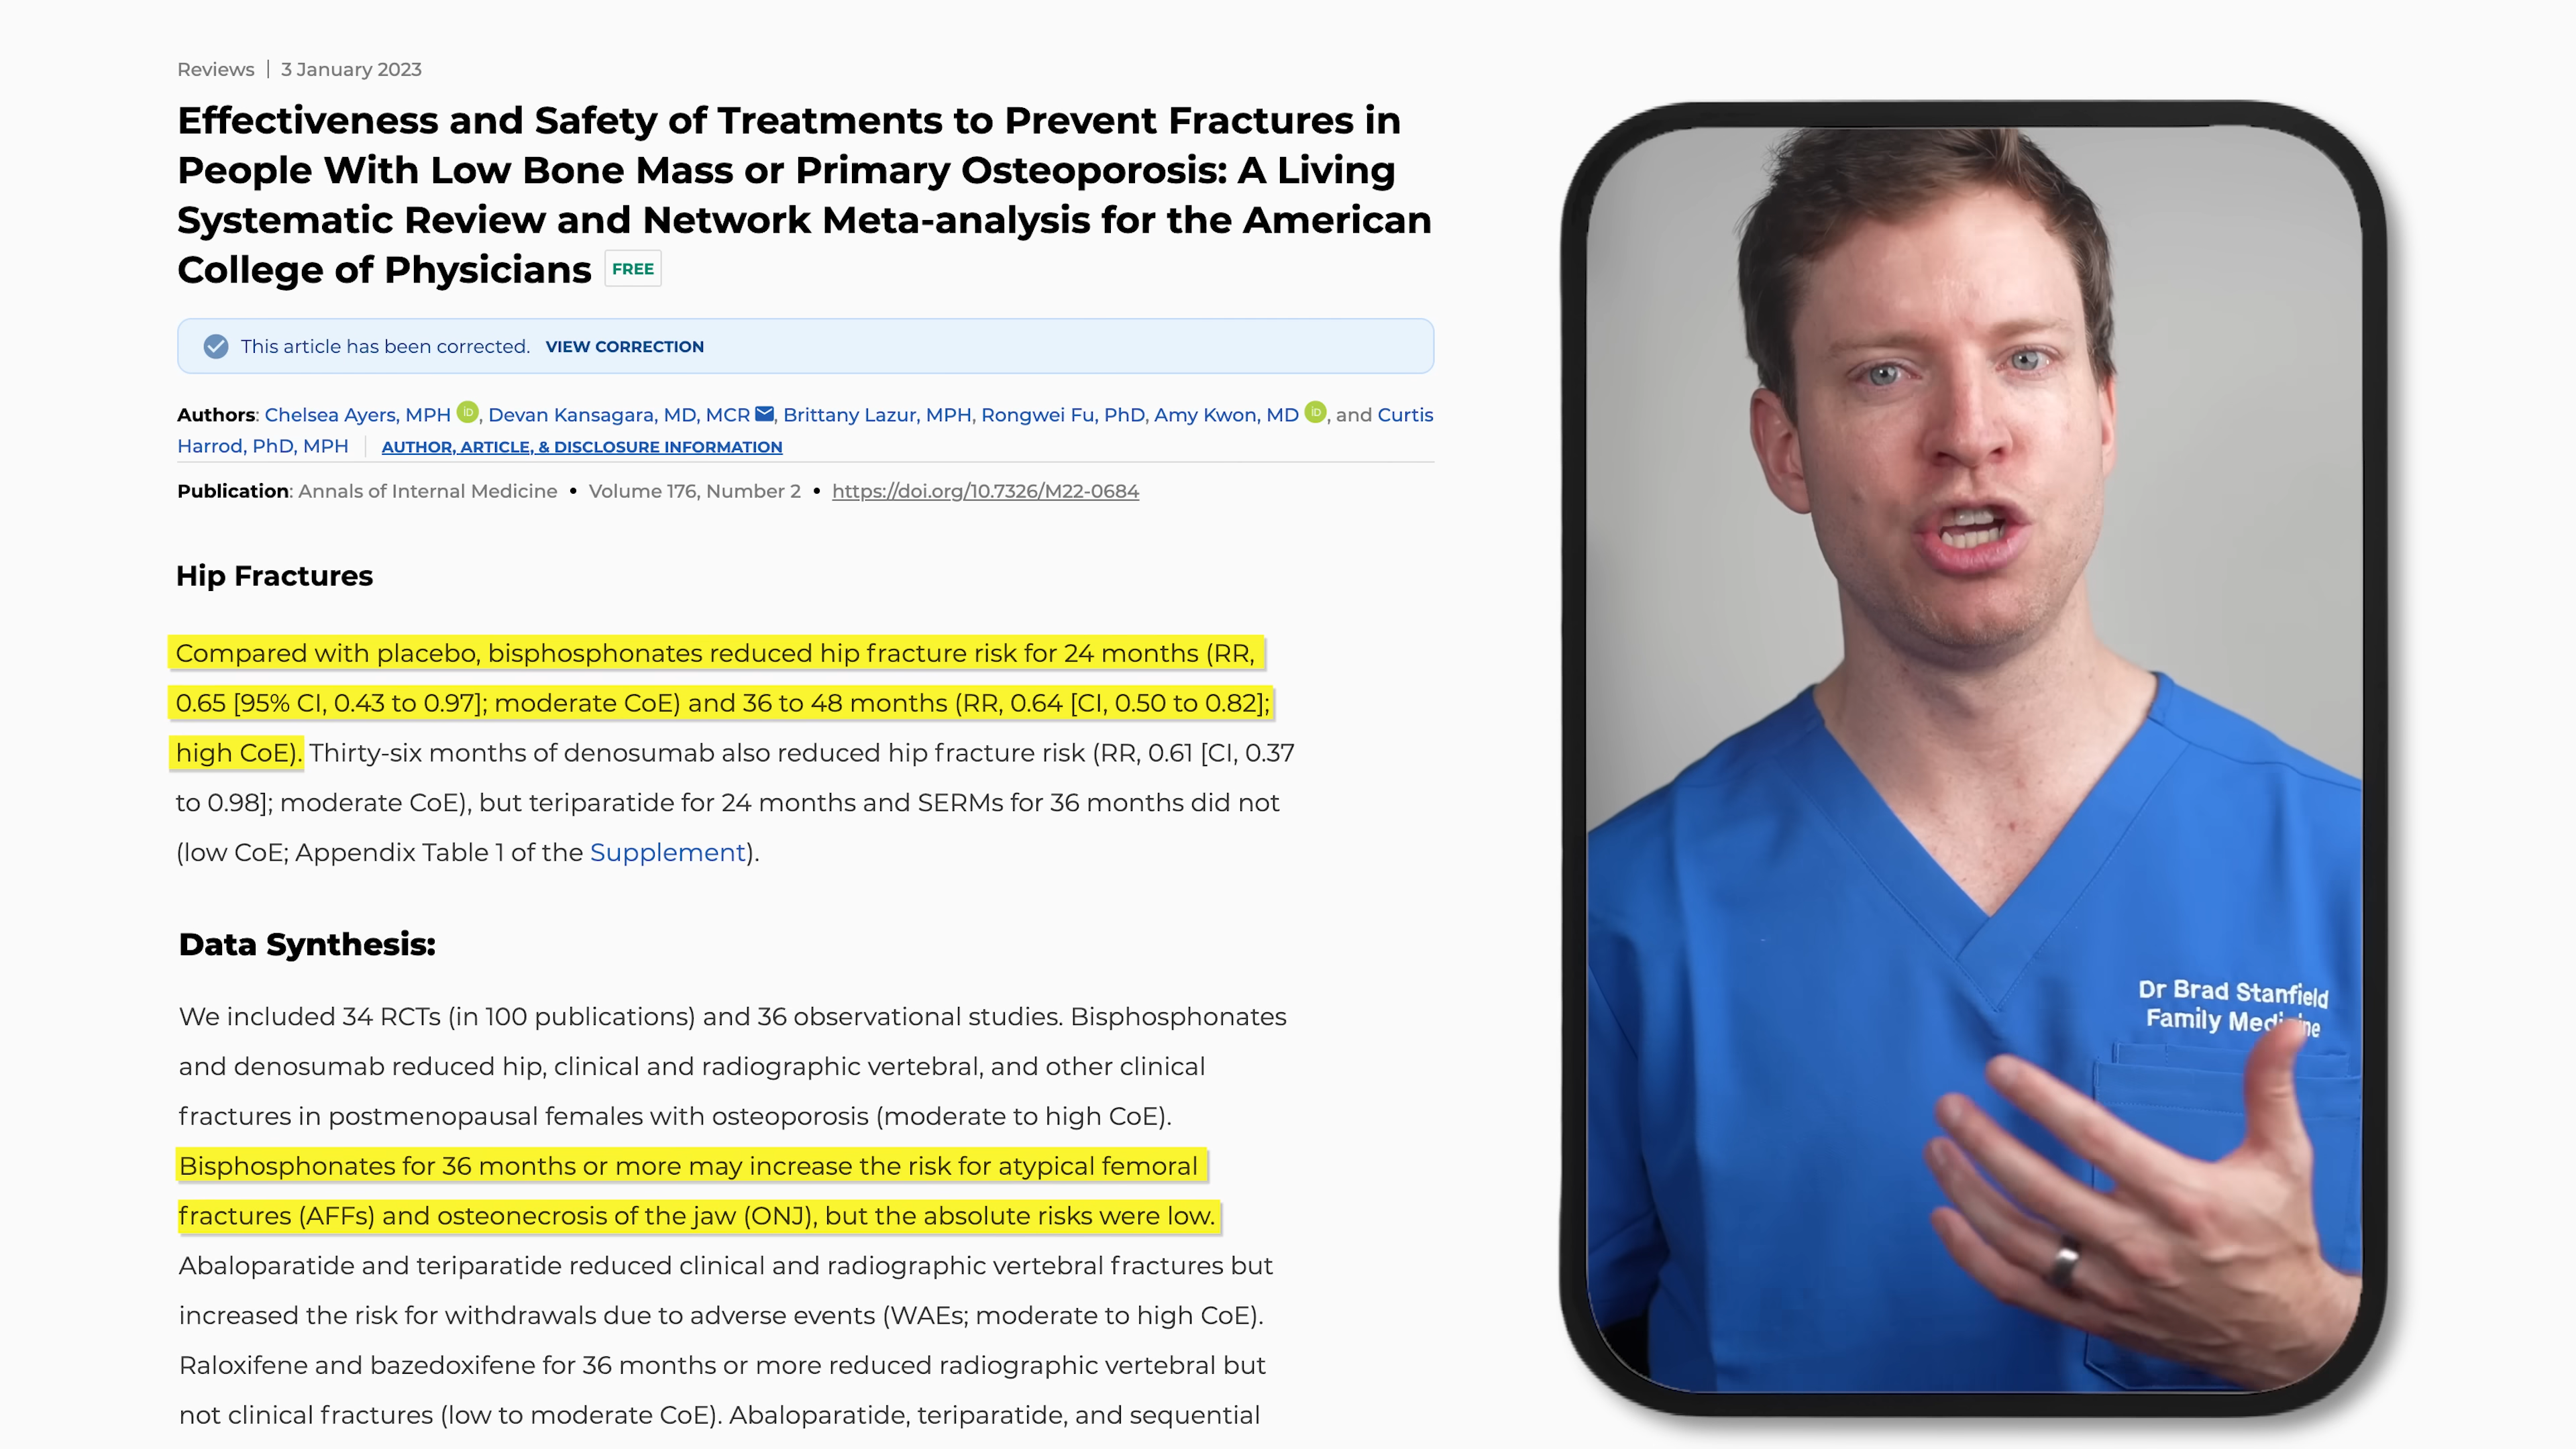 Reviews | 3 January 2023
Effectiveness and Safety of Treatments to Prevent Fractures in
People With Low Bone Mass or Primary Osteoporosis: A Living
Systematic Review and Network Meta-analysis for the American
College of Physicians FREE
This article has been corrected. VIEW CORRECTION
Authors: Chelsea Ayers, MPH iD, Devan Kansagara, MD, MCR, Brittany Lazur, MPH, Rongwei Fu, PhD, Amy Kwon, MD iD, and Curtis
Harrod, PhD, MPH | AUTHOR, ARTICLE, & DISCLOSURE INFORMATION
Publication: Annals of Internal Medicine • Volume 176, Number 2 • https://doi.org/10.7326/M22-0684
Hip Fractures
Compared with placebo, bisphosphonates reduced hip fracture risk for 24 months (RR,
0.65 [95% CI, 0.43 to 0.97]; moderate CoE) and 36 to 48 months (RR, 0.64 [CI, 0.50 to 0.82];
high CoE). Thirty-six months of denosumab also reduced hip fracture risk (RR, 0.61 [CI, 0.37
to 0.98]; moderate CoE), but teriparatide for 24 months and SERMs for 36 months did not
(low CoE; Appendix Table 1 of the Supplement).
Data Synthesis:
We included 34 RCTs (in 100 publications) and 36 observational studies. Bisphosphonates
and denosumab reduced hip, clinical and radiographic vertebral, and other clinical
fractures in postmenopausal females with osteoporosis (moderate to high CoE).
Bisphosphonates for 36 months or more may increase the risk for atypical femoral
fractures (AFFs) and osteonecrosis of the jaw (ONJ), but the absolute risks were low.
Abaloparatide and teriparatide reduced clinical and radiographic vertebral fractures but
increased the risk for withdrawals due to adverse events (WAEs; moderate to high CoE).
Raloxifene and bazedoxifene for 36 months or more reduced radiographic vertebral but
not clinical fractures (low to moderate CoE). Abaloparatide, teriparatide, and sequential
Dr Brad Stanfield
Family Medicine